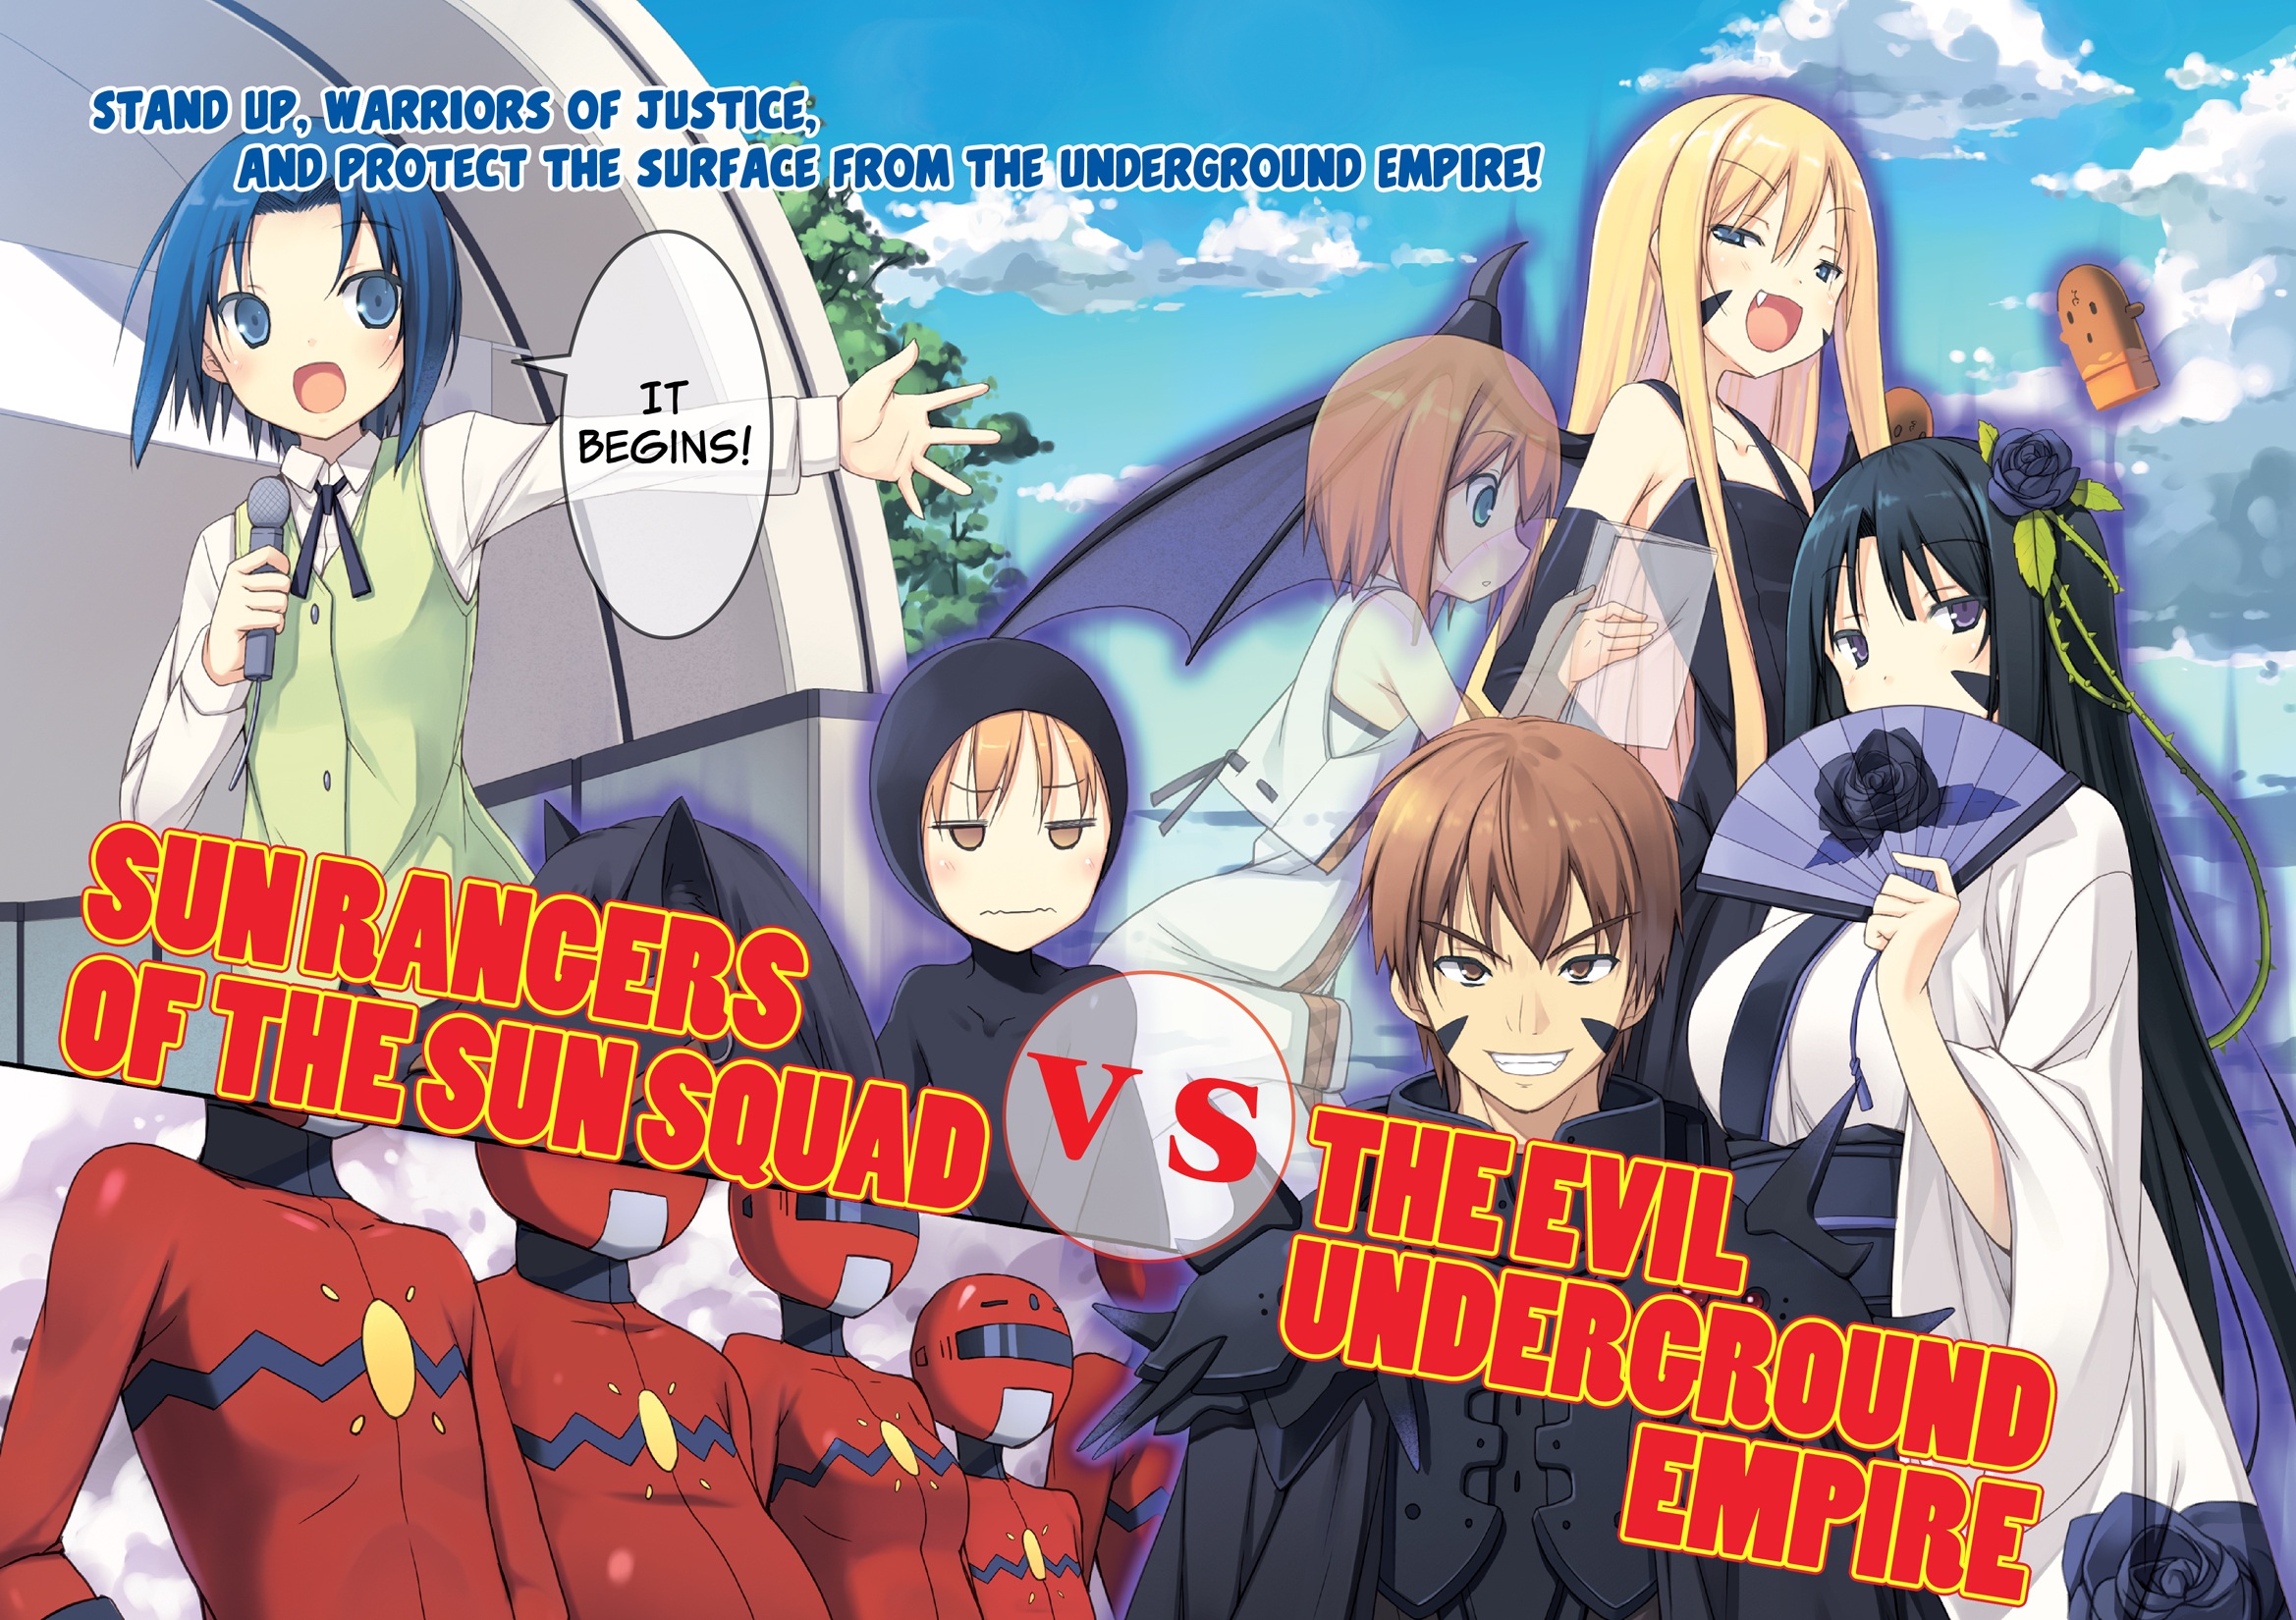 STAND UP, WARRIORS OF JUSTICE,
AND PROTECT THE SURFACE FROM THE UNDERGROUND EMPIRE!
IT
BEGINS!
SUN RANGERS
OF THE SUN SQUAD
VS
THE EVIL
UNDERGROUND
EMPIRE